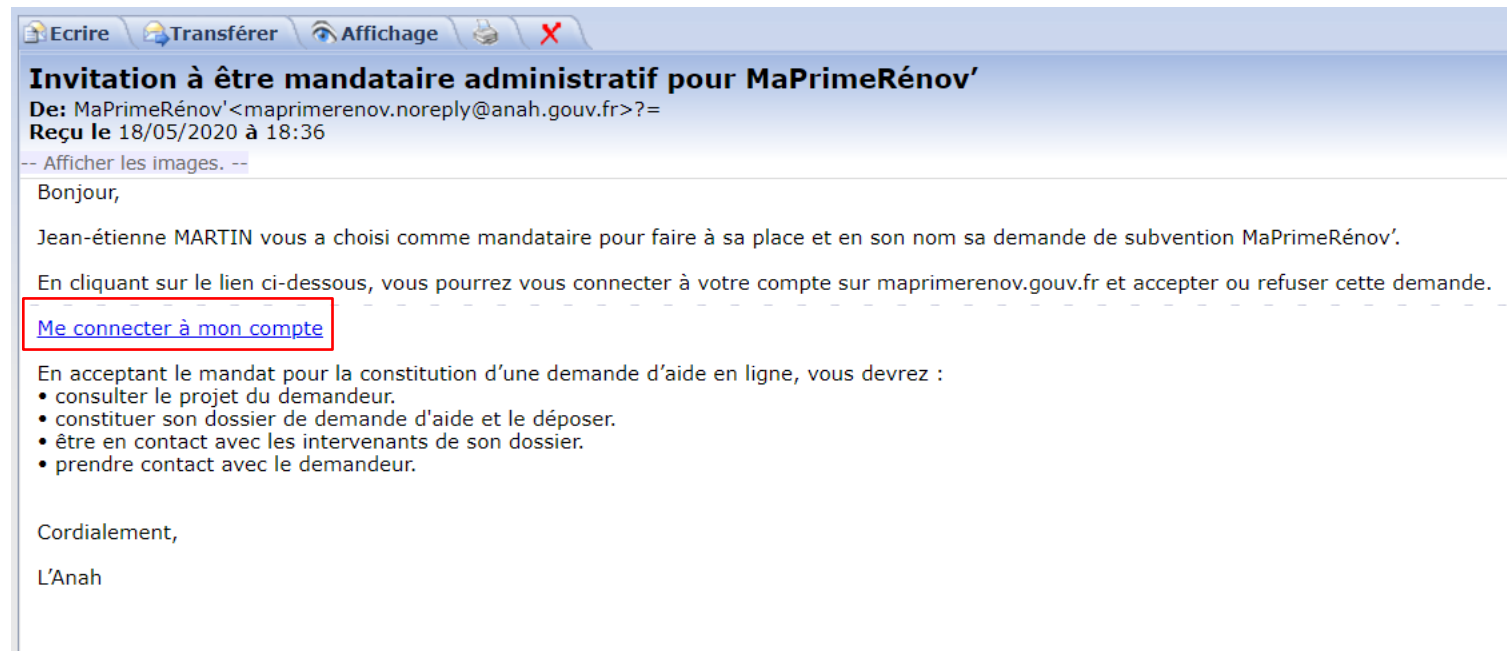 Ecrire Transférer Affichage
Invitation à être mandataire administratif pour MaPrimeRénov’
De: MaPrimeRénov'<maprimerenov.noreply@anah.gouv.fr>?=
Reçu le 18/05/2020 à 18:36
-- Afficher les images. --
Bonjour,
Jean-étienne MARTIN vous a choisi comme mandataire pour faire à sa place et en son nom sa demande de subvention MaPrimeRénov’.
En cliquant sur le lien ci-dessous, vous pourrez vous connecter à votre compte sur maprimerenov.gouv.fr et accepter ou refuser cette demande.
Me connecter à mon compte
En acceptant le mandat pour la constitution d’une demande d’aide en ligne, vous devrez :
• consulter le projet du demandeur.
• constituer son dossier de demande d'aide et le déposer.
• être en contact avec les intervenants de son dossier.
• prendre contact avec le demandeur.
Cordialement,
L’Anah